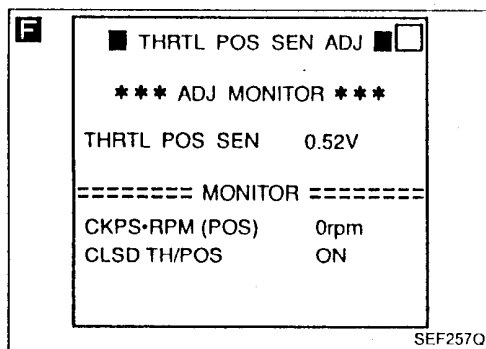 F
■ THRTL POS SEN ADJ ■
*** ADJ MONITOR ***
THRTL POS SEN 0.52V
======== MONITOR ========
CKPS•RPM (POS) 0rpm
CLSD TH/POS ON
SEF257Q